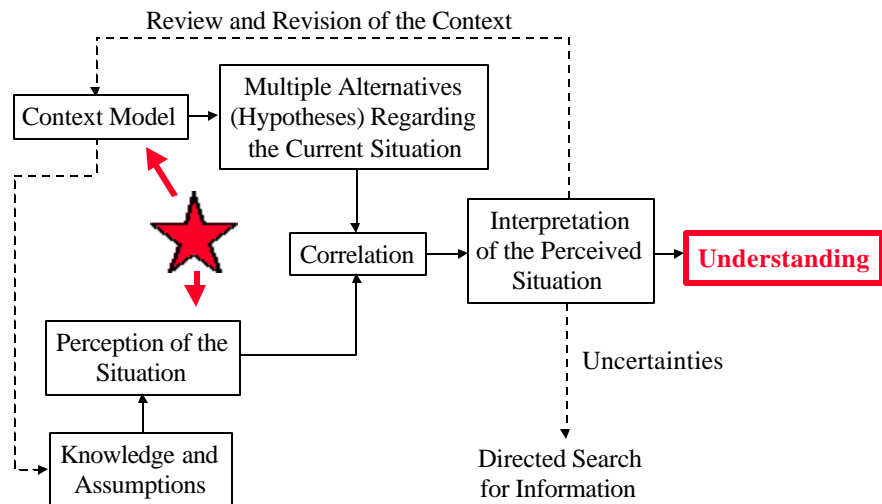 Review and Revision of the Context
Context Model
Multiple Alternatives
(Hypotheses) Regarding
the Current Situation
Correlation
Interpretation
of the Perceived
Situation
Understanding
Perception of the
Situation
Uncertainties
Knowledge and
Assumptions
Directed Search
for Information